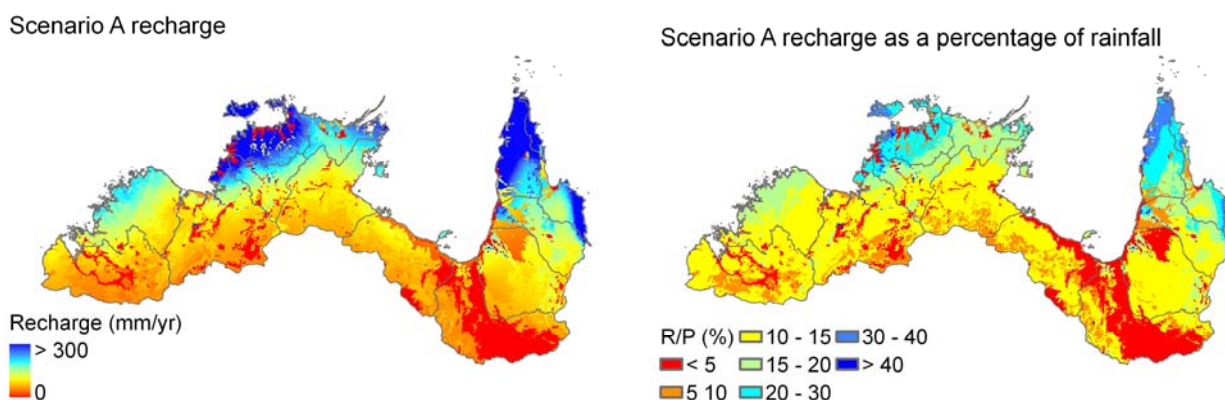 Scenario A recharge
Recharge (mm/yr)
> 300
0
Scenario A recharge as a percentage of rainfall
R/P (%)
< 5
5 10
10 - 15
15 - 20
20 - 30
30 - 40
> 40